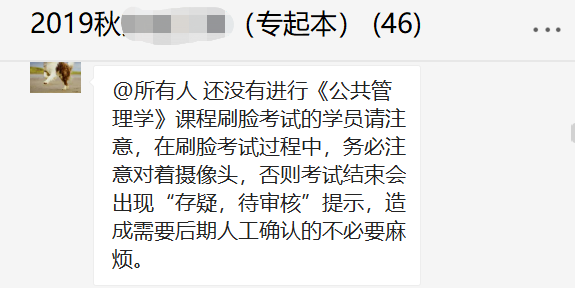 2019秋（专起本）(46)
@所有人 还没有进行《公共管
理学》课程刷脸考试的学员请注
意，在刷脸考试过程中，务必注
意对着摄像头，否则考试结束会
出现“存疑，待审核”提示，造
成需要后期人工确认的不必要麻
烦。